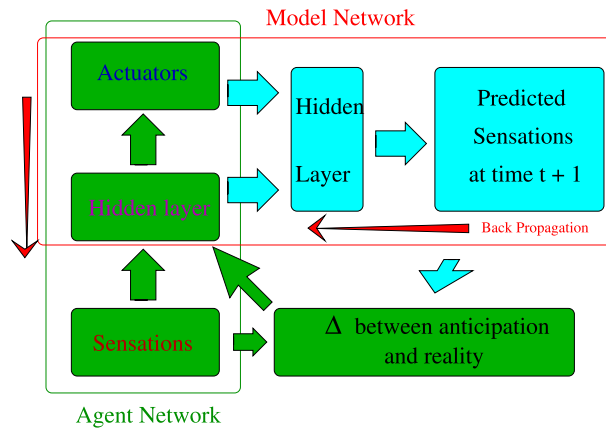 Model Network
Actuators
Hidden
Layer
Predicted
Sensations
at time t + 1
Hidden layer
Back Propagation
Sensations
Δ between anticipation
and reality
Agent Network